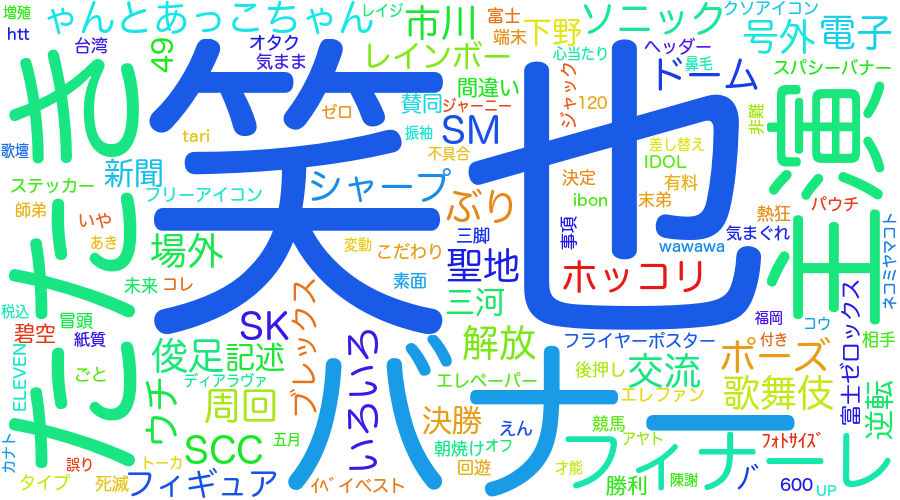 増殖
htt
やんとあっこちゃん
レイジ
台湾
49
オタク
気まま
レインボー
市川
富士
端末
下野
ソニック
クソアイコン
号外
電子
心当たり
ヘッダー
鼻毛
ドーム
スパシーバナー
間違い
賛同
ジャーニー
ジャック
120
ゼロ
tari
SM
振袖
不具合
差し替え
IDOL
非難
歌壇
新聞
ステッカー
フリーアイコン
シャープ
ぶり
決定
有料
ibon
未弟
主演
パウチ
熱狂
師弟
いや
あき
たたき
笑也
場外
変動
こだわり
三脚
事項
wawawa
気まぐれ
ネコミヤマコト
未来
コレ
素面
聖地
ホッコリ
税込
冒頭
碧空
紙質
SK
三河
福岡
コウ
富士ゼロックス
相手
俊足
記述
ブレックス
いろいろ
解放
フライヤーポスター
付き
ポーズ
ごと
ディアラヴァ
エレペーパー
後押し
交流
ELEVEN
ウチ
周回
バナー
エレファン
歌舞伎
逆転
決勝
えん
競馬
SCC
五月
朝焼け
オフ
アヤト
フィナーレ
ﾌｫﾄｻｲｽﾞ
カナト
誤り
トーカ
回遊
才能
陳謝
タイプ
死滅
フィギュア
ｲﾍﾞ
イベスト
勝利
バ
600
UP